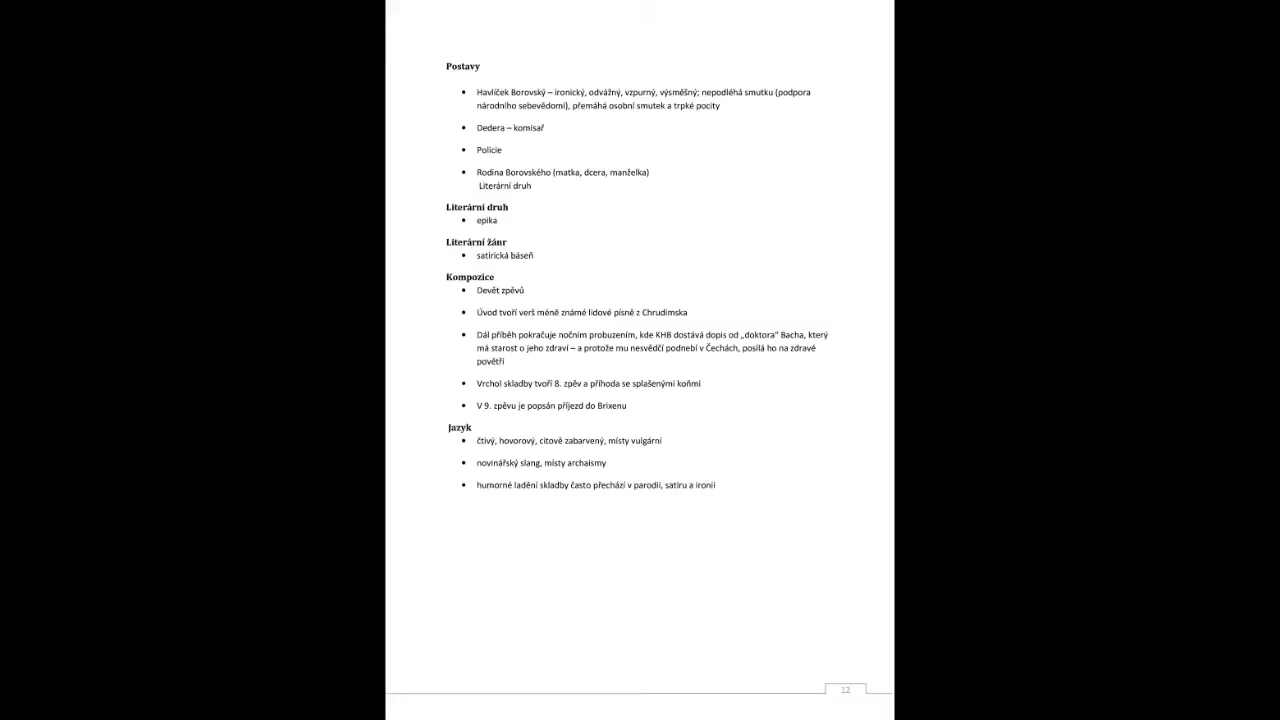 Postavy
• Havlíček Borovský – ironický, odvážný, vzpurný, výsměšný; nepodléhá smutku (podpora
národního sebevědomí), přemáhá osobní smutek a trpké pocity
• Dedera – komisař
• Policie
• Rodina Borovského (matka, dcera, manželka)
Literární druh
Literární druh
• epika
Literární žánr
• satirická báseň
Kompozice
• Devět zpěvů
• Úvod tvoří verš méně známé lidové písně z Chrudimska
• Dál příběh pokračuje nočním probuzením, kde KHB dostává dopis od „doktora“ Bacha, který
má starost o jeho zdraví – a protože mu nesvědčí podnebí v Čechách, posílá ho na zdravé
povětří
• Vrchol skladby tvoří 8. zpěv a příhoda se splašenými koňmi
• V 9. zpěvu je popsán příjezd do Brixenu
Jazyk
• čtivý, hovorový, citově zabarvený, místy vulgární
• novinářský slang, místy archaismy
• humorné ladění skladby často přechází v parodii, satiru a ironii
12